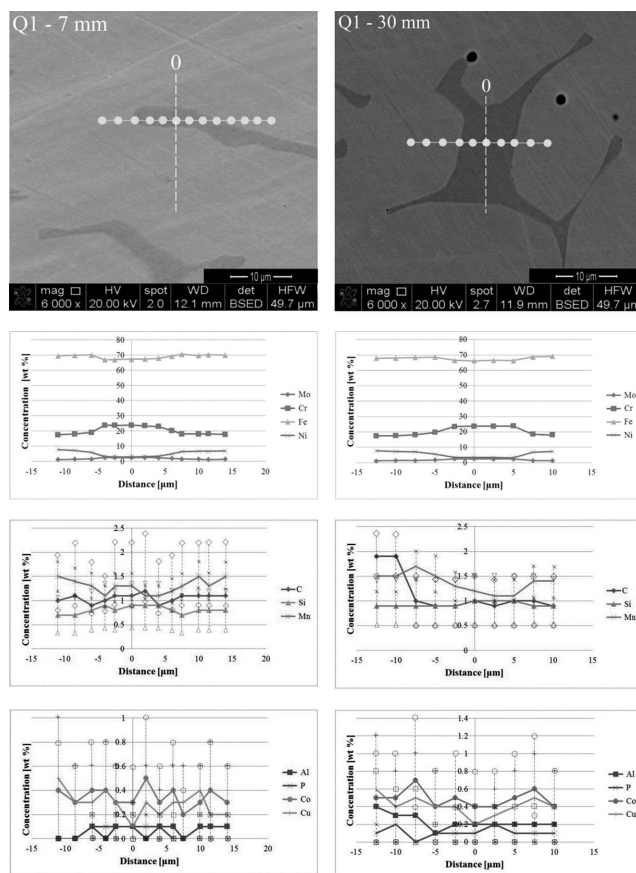 Q1 - 7 mm
0
10 µm
mag HV spot WD det HFW
6 000 x 20.00 kV 2.0 12.1 mm BSED 49.7 µm
Q1 - 30 mm
0
10 µm
mag HV spot WD det HFW
6 000 x 20.00 kV 2.7 11.9 mm BSED 49.7 µm
Concentration [wt %]
80
70
60
50
40
30
20
10
0
-15 -10 -5 0 5 10 15 20
Distance [µm]
Mo
Cr
Fe
Ni
Concentration [wt %]
80
70
60
50
40
30
20
10
0
-15 -10 -5 0 5 10 15
Distance [µm]
Mo
Cr
Fe
Ni
Concentration [wt %]
2.5
2
1.5
1
0.5
0
-15 -10 -5 0 5 10 15 20
Distance [µm]
C
Si
Mn
Concentration [wt %]
2.5
2
1.5
1
0.5
0
-15 -10 -5 0 5 10 15
Distance [µm]
C
Si
Mn
Concentration [wt %]
1
0.8
0.6
0.4
0.2
0
-15 -10 -5 0 5 10 15 20
Distance [µm]
Al
P
Co
Cu
Concentration [wt %]
1.4
1.2
1
0.8
0.6
0.4
0.2
0
-15 -10 -5 0 5 10 15
Distance [µm]
Al
P
Co
Cu